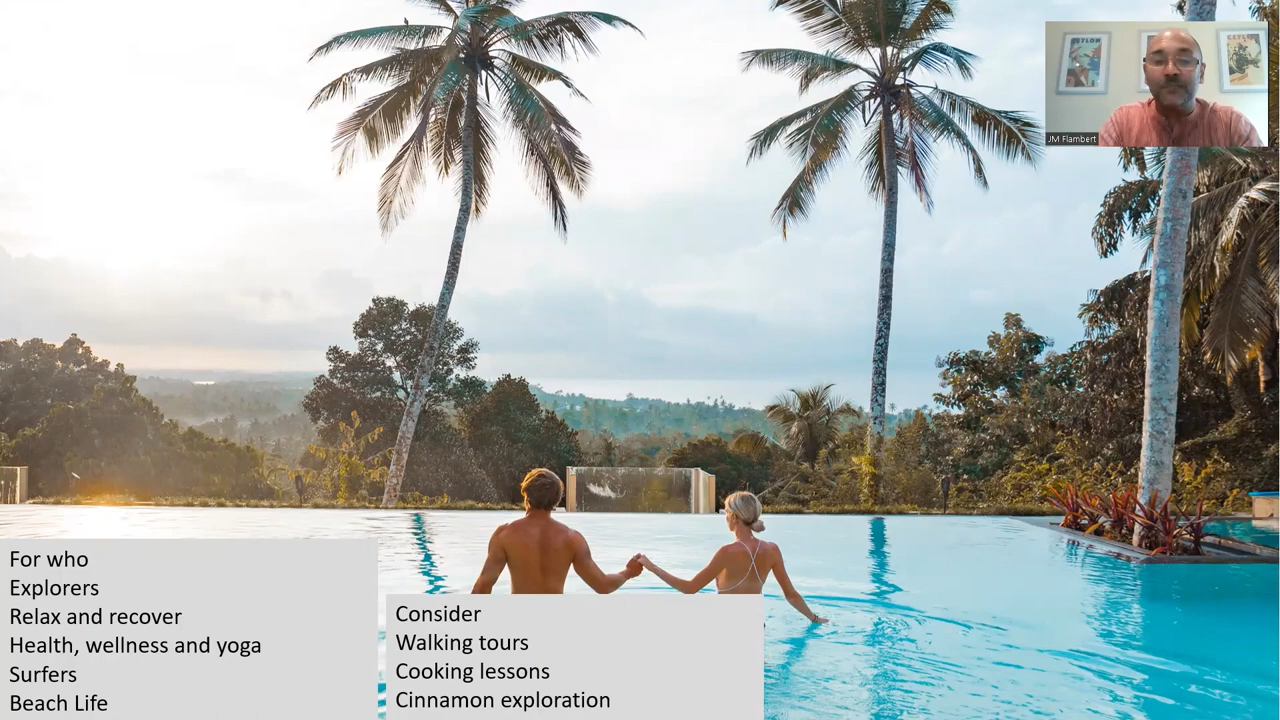 JM Flambert
For who
Explorers
Relax and recover
Health, wellness and yoga
Surfers
Beach Life
Consider
Walking tours
Cooking lessons
Cinnamon exploration